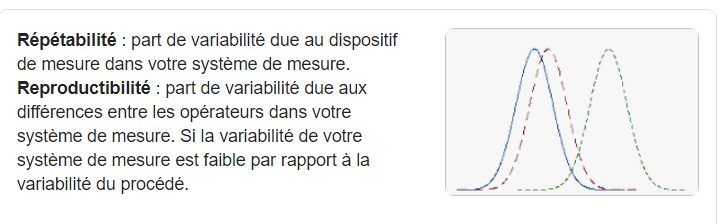 Répétabilité : part de variabilité due au dispositif
de mesure dans votre système de mesure.
Reproductibilité : part de variabilité due aux
différences entre les opérateurs dans votre
système de mesure. Si la variabilité de votre
système de mesure est faible par rapport à la
variabilité du procédé.